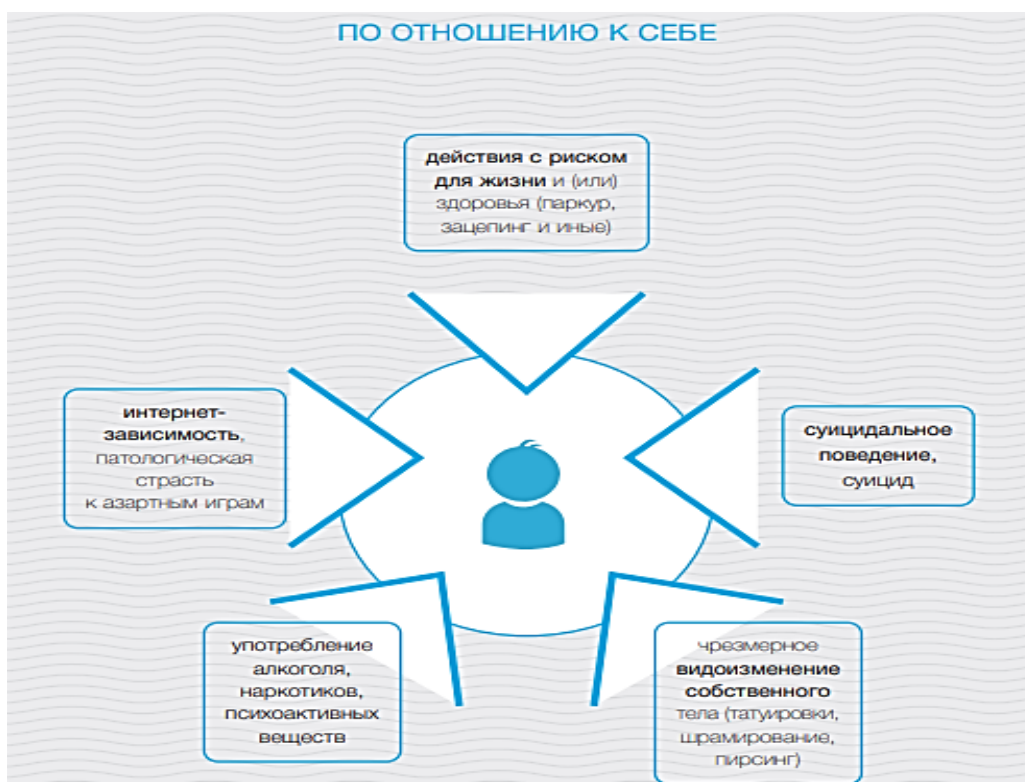 ПО ОТНОШЕНИЮ К СЕБЕ
действия с риском
для жизни и (или)
здоровья (паркур,
зацепинг и иные)
интернет-
зависимость,
патологическая
страсть
к азартным играм
суицидальное
поведение,
суицид
употребление
алкоголя,
наркотиков,
психоактивных
веществ
чрезмерное
видоизменение
собственного
тела (татуировки,
шрамирование,
пирсинг)